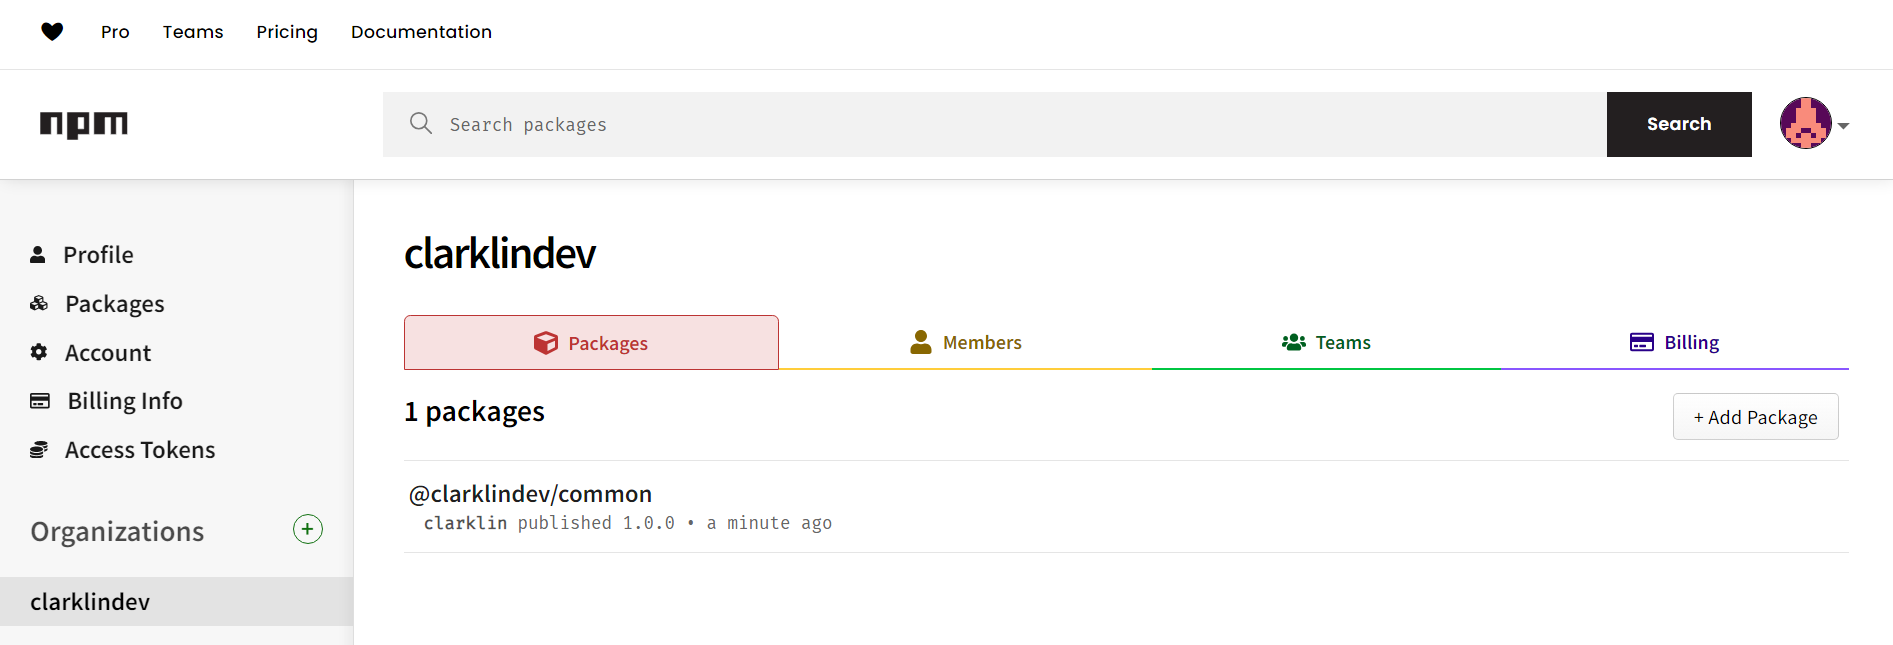 Pro Teams Pricing Documentation
npm
Search packages
Search
Profile
Packages
Account
Billing Info
Access Tokens
Organizations
clarklindev
clarklindev
Packages Members Teams Billing
1 packages
+ Add Package
@clarklindev/common
clarklin published 1.0.0 • a minute ago